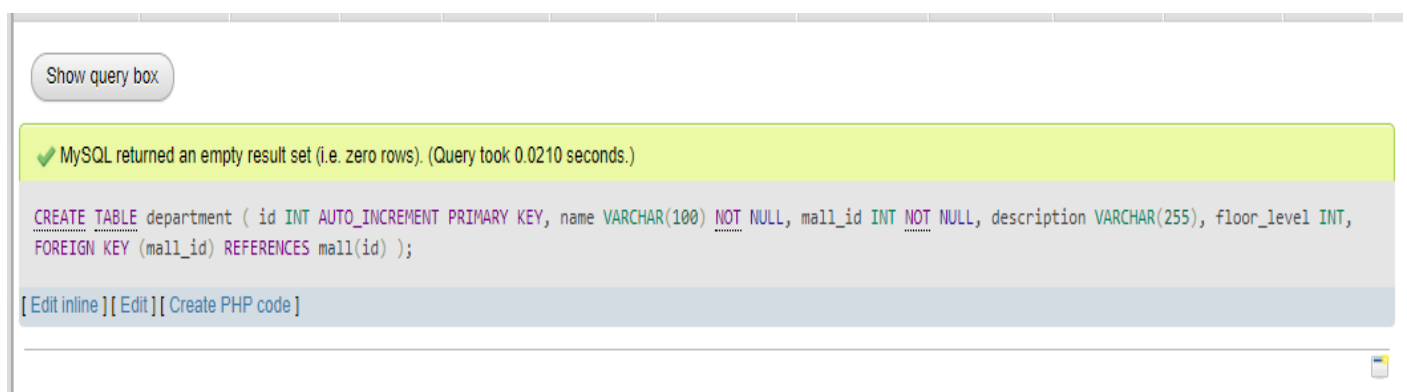 Show query box
MySQL returned an empty result set (i.e. zero rows). (Query took 0.0210 seconds.)
CREATE TABLE department ( id INT AUTO_INCREMENT PRIMARY KEY, name VARCHAR(100) NOT NULL, mall_id INT NOT NULL, description VARCHAR(255), floor_level INT,
FOREIGN KEY (mall_id) REFERENCES mall(id) );
[ Edit inline ] [ Edit ] [ Create PHP code ]